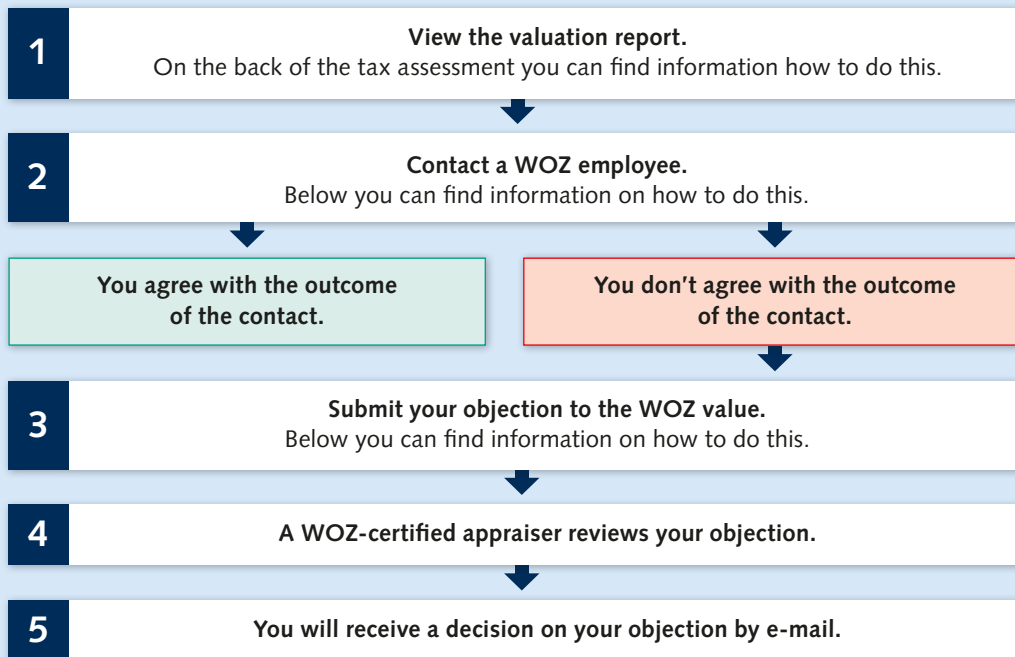 1
View the valuation report.
On the back of the tax assessment you can find information how to do this.
2
Contact a WOZ employee.
Below you can find information on how to do this.
You agree with the outcome
of the contact.
You don't agree with the outcome
of the contact.
3
Submit your objection to the WOZ value.
Below you can find information on how to do this.
4
A WOZ-certified appraiser reviews your objection.
5
You will receive a decision on your objection by e-mail.